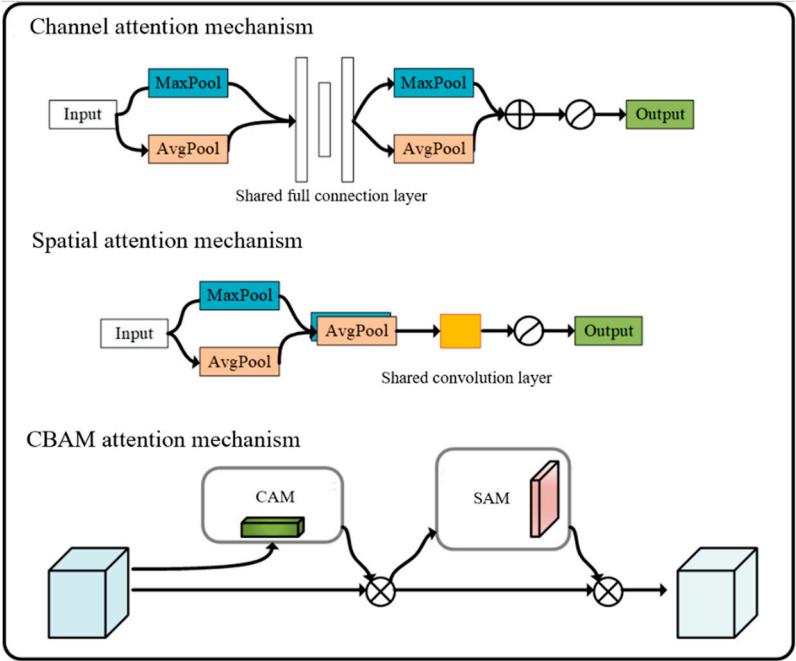 Channel attention mechanism
MaxPool
MaxPool
Input
Output
AvgPool
AvgPool
Shared full connection layer
Spatial attention mechanism
MaxPool
Input
AvgPool
Output
AvgPool
Shared convolution layer
CBAM attention mechanism
CAM
SAM